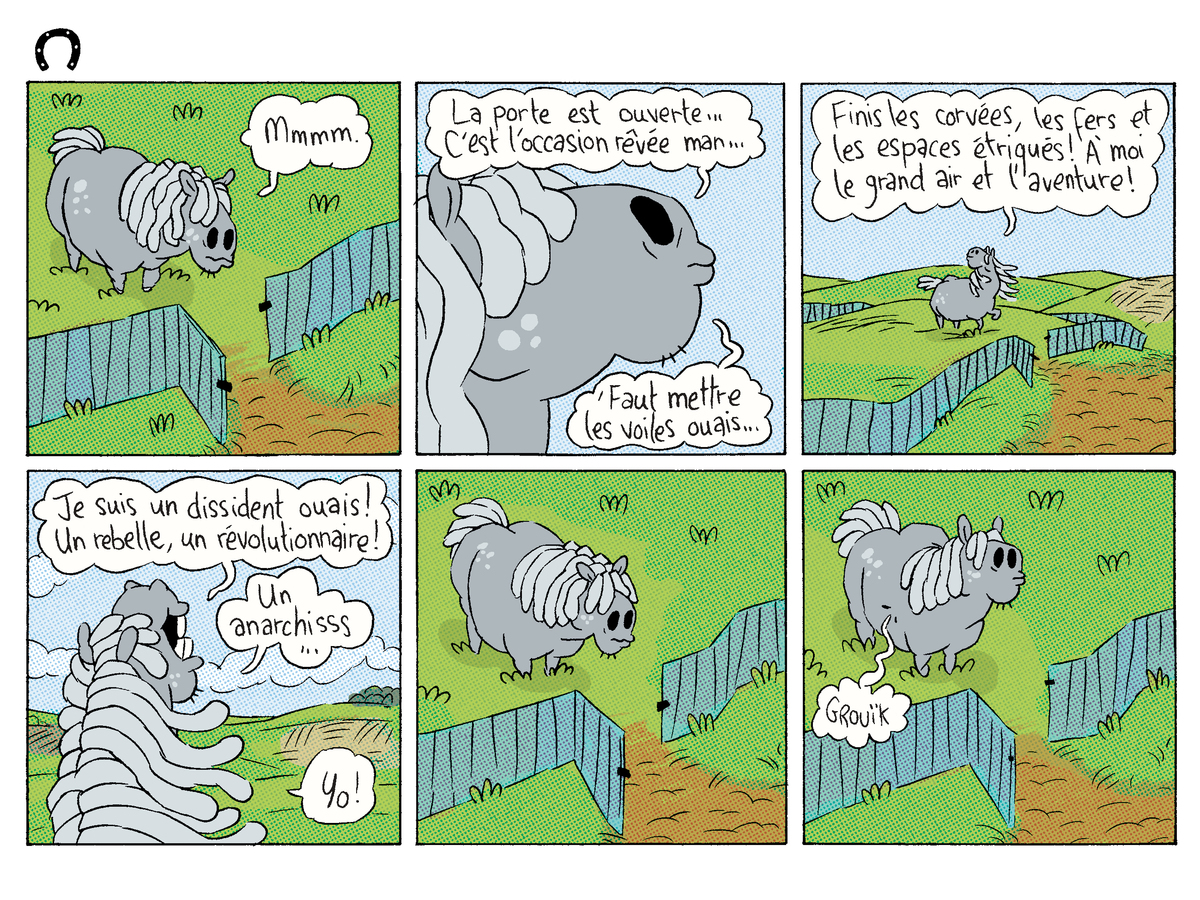 Mmmm.
La porte est ouverte...
C'est l'occasion rêvée man...
'Faut mettre
les voiles ouais...
Finis les corvées, les fers et
les espaces étriqués! À moi
le grand air et l'aventure!
Je suis un dissident ouais!
Un rebelle, un révolutionnaire!
Un
anarchisss
...
Yo!
GROUïK